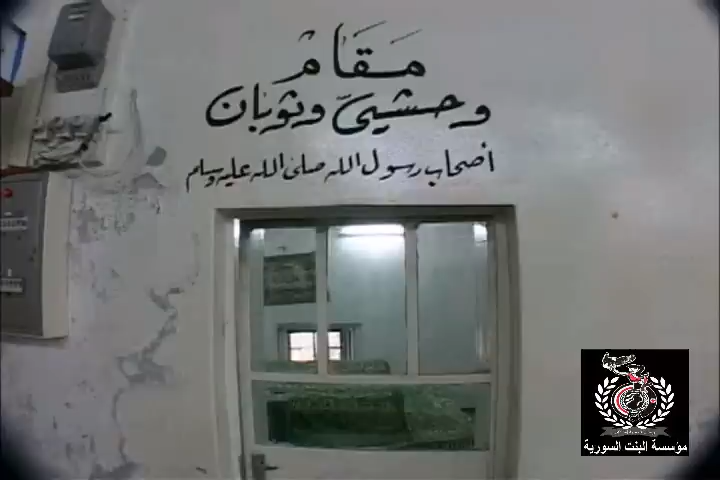 مقام
وحشيّ وثوبان
أصحاب رسول الله صلى الله عليه وسلم
مؤسسة البنت السورية